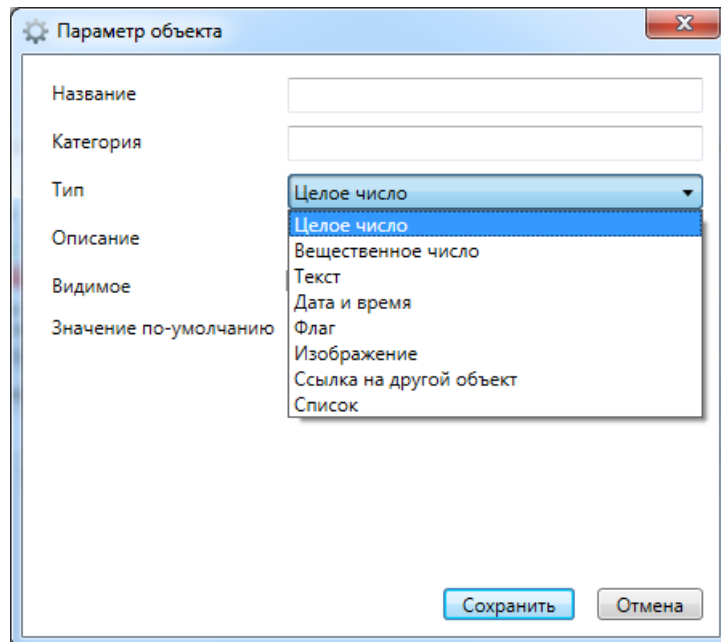 Параметр объекта
Название
Категория
Тип
Целое число
Целое число
Описание
Вещественное число
Текст
Видимое
Дата и время
Значение по-умолчанию
Флаг
Изображение
Ссылка на другой объект
Список
Сохранить
Отмена